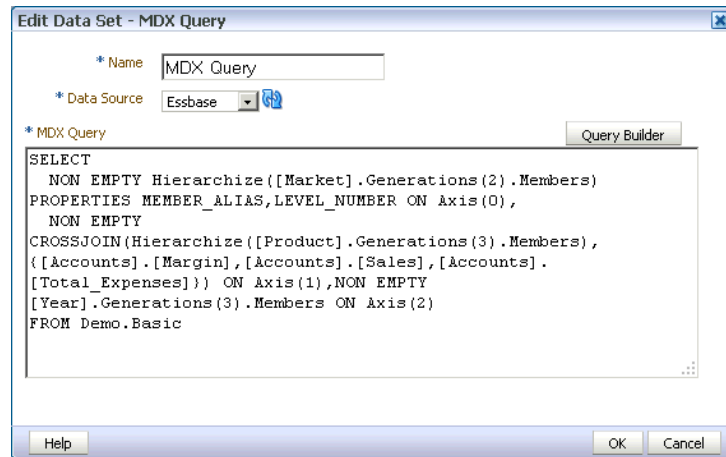 Edit Data Set - MDX Query
* Name MDX Query
* Data Source Essbase
* MDX Query Query Builder
SELECT
  NON EMPTY Hierarchize([Market].Generations(2).Members)
PROPERTIES MEMBER_ALIAS,LEVEL_NUMBER ON Axis(0),
  NON EMPTY
CROSSJOIN(Hierarchize([Product].Generations(3).Members),
{[Accounts].[Margin],[Accounts].[Sales],[Accounts].
[Total_Expenses]}) ON Axis(1),NON EMPTY
[Year].Generations(3).Members ON Axis(2)
FROM Demo.Basic
Help OK Cancel